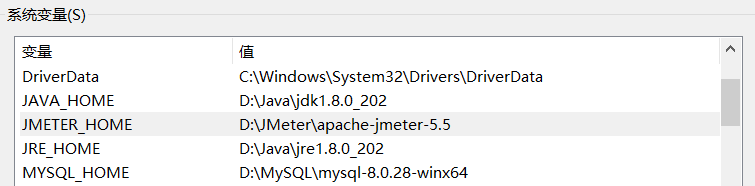 系统变量(S)
变量 值
DriverData C:\Windows\System32\Drivers\DriverData
JAVA_HOME D:\Java\jdk1.8.0_202
JMETER_HOME D:\JMeter\apache-jmeter-5.5
JRE_HOME D:\Java\jre1.8.0_202
MYSQL_HOME D:\MySQL\mysql-8.0.28-winx64